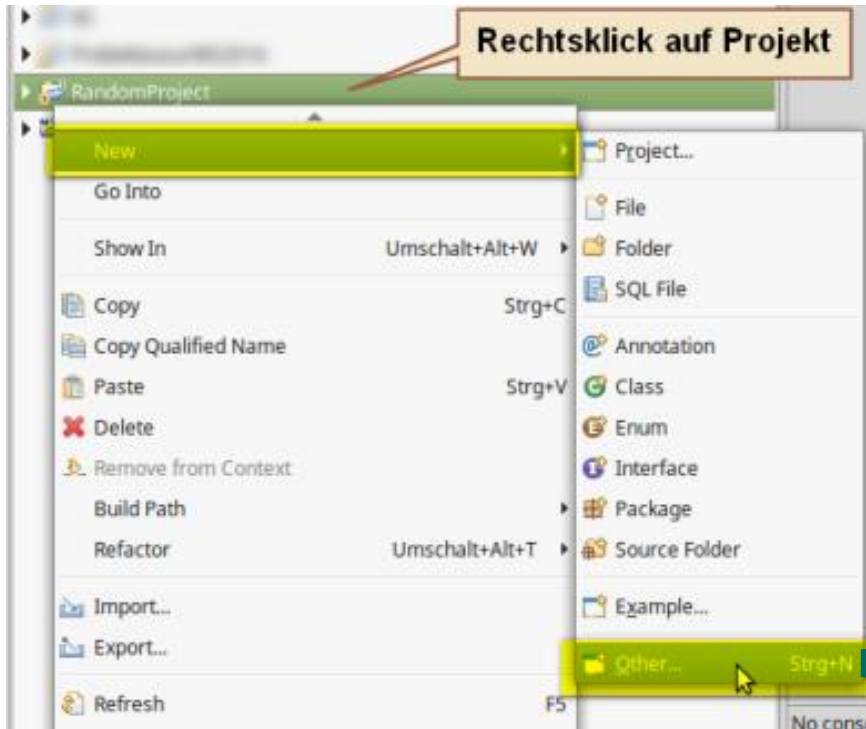 Rechtsklick auf Projekt
RandomProject
New
Go Into
Show In Umschalt+Alt+W
Copy Strg+C
Copy Qualified Name
Paste Strg+V
Delete
Remove from Context
Build Path
Refactor Umschalt+Alt+T
Import...
Export...
Refresh F5
Project...
File
Folder
SQL File
Annotation
Class
Enum
Interface
Package
Source Folder
Example...
Other... Strg+N
No cons